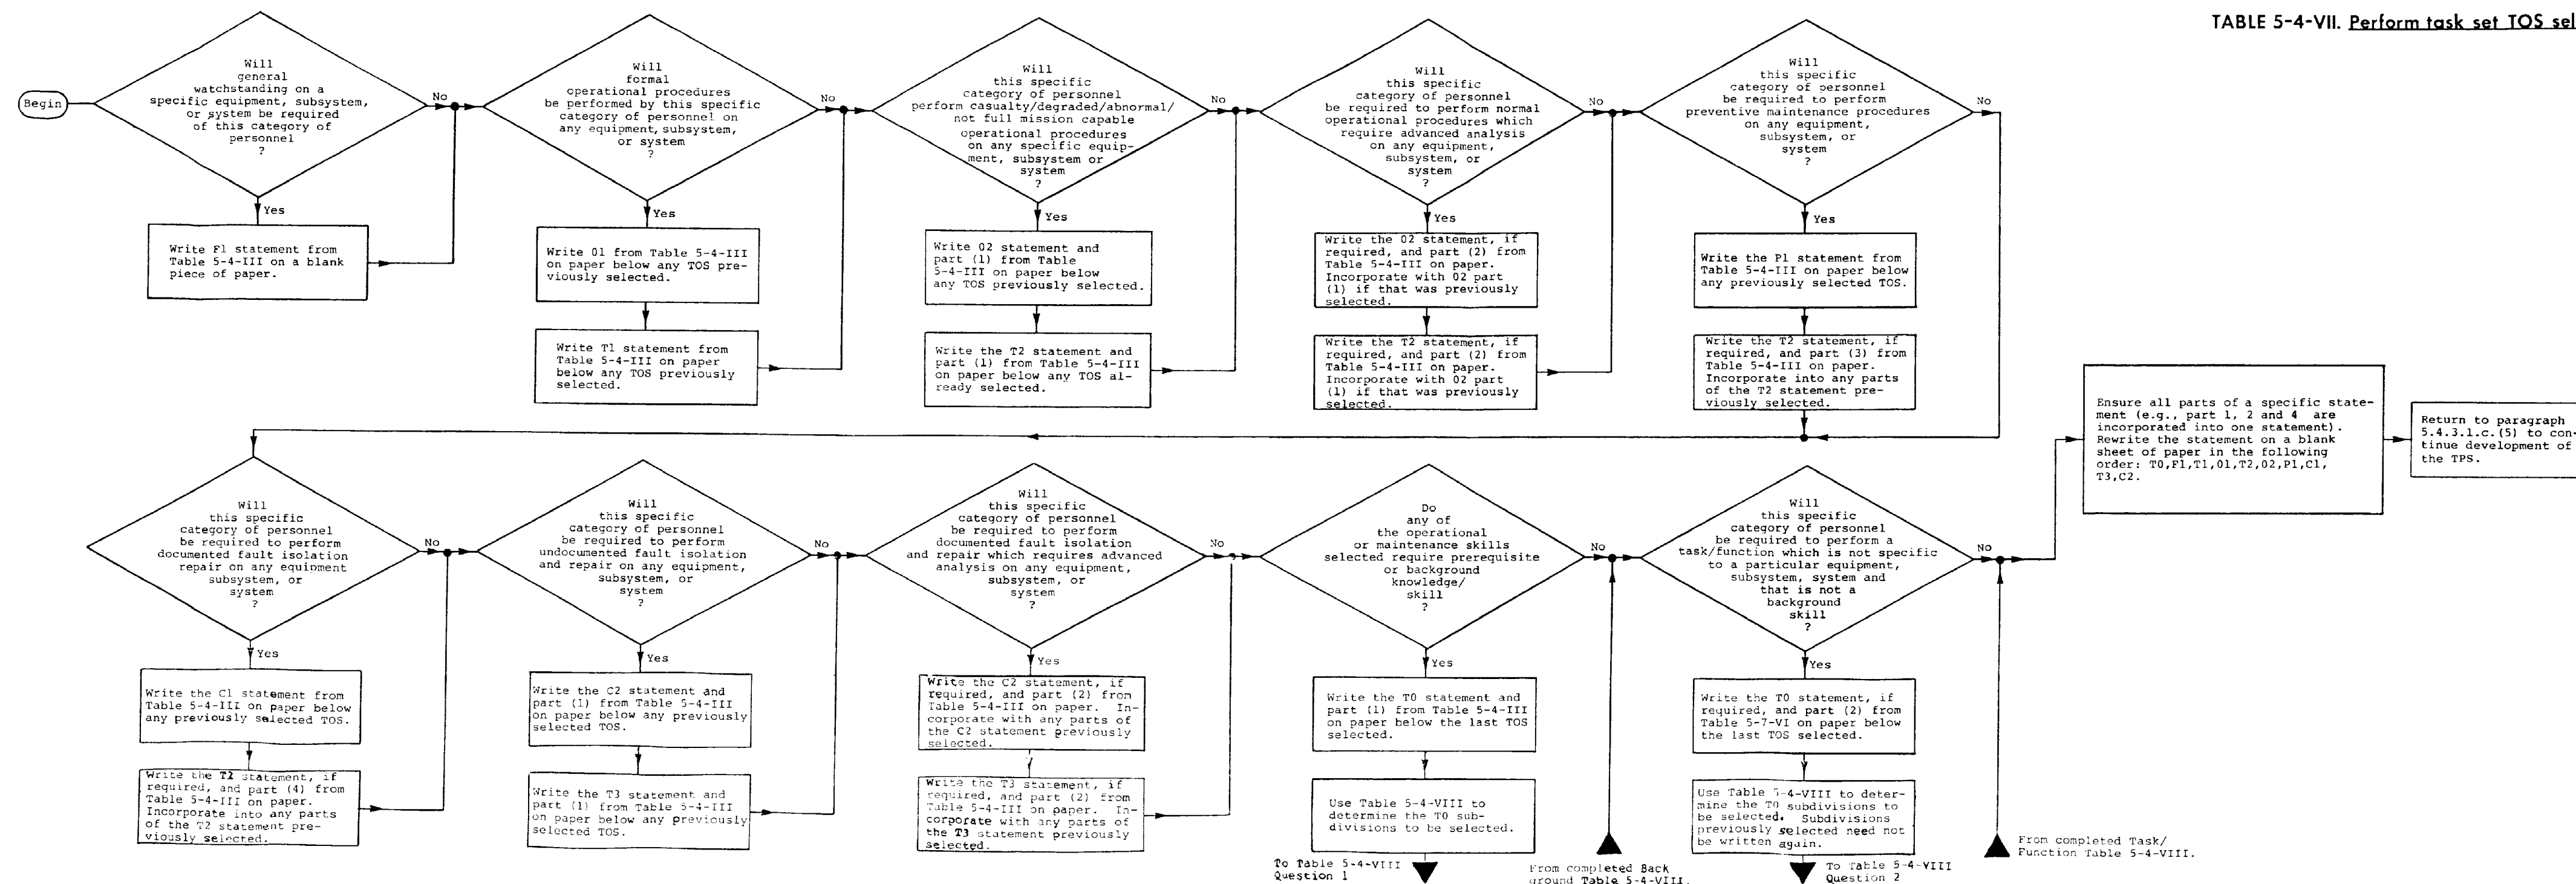 TABLE 5-4-VII. Perform task set TOS sel
Begin
Will
general
watchstanding on a
specific equipment, subsystem,
or system be required
of this category of
personnel
?
No
Yes
Write F1 statement from
Table 5-4-III on a blank
piece of paper.
Will
formal
operational procedures
be performed by this specific
category of personnel on
any equipment, subsystem,
or system
?
No
Yes
Write 01 from Table 5-4-III
on paper below any TOS pre-
viously selected.
Write T1 statement from
Table 5-4-III on paper
below any TOS previously
selected.
Will
this specific
category of personnel
perform casualty/degraded/abnormal/
not full mission capable
operational procedures
on any specific equip-
ment, subsystem or
system
?
No
Yes
Write 02 statement and
part (1) from Table
5-4-III on paper below
any TOS previously selected.
Write the T2 statement and
part (1) from Table 5-4-III
on paper below any TOS al-
ready selected.
Will
this specific
category of personnel
be required to perform normal
operational procedures which
require advanced analysis
on any equipment,
subsystem, or
system
?
No
Yes
Write the 02 statement, if
required, and part (2) from
Table 5-4-III on paper.
Incorporate with 02 part
(1) if that was previously
selected.
Write the T2 statement, if
required, and part (2) from
Table 5-4-III on paper.
Incorporate with 02 part
(1) if that was previously
selected.
Will
this specific
category of personnel
be required to perform
preventive maintenance procedures
on any equipment,
subsystem, or
system
?
No
Yes
Write the P1 statement from
Table 5-4-III on paper below
any previously selected TOS.
Write the T2 statement, if
required, and part (3) from
Table 5-4-III on paper.
Incorporate into any parts
of the T2 statement pre-
viously selected.
Will
this specific
category of personnel
be required to perform
documented fault isolation
repair on any equipment
subsystem, or
system
?
No
Yes
Write the C1 statement from
Table 5-4-III on paper below
any previously selected TOS.
Write the T2 statement, if
required, and part (4) from
Table 5-4-III on paper.
Incorporate into any parts
of the T2 statement pre-
viously selected.
Will
this specific
category of personnel
be required to perform
undocumented fault isolation
and repair on any equipment,
subsystem, or
system
?
No
Yes
Write the C2 statement and
part (1) from Table 5-4-III
on paper below any previously
selected TOS.
Write the T3 statement and
part (1) from Table 5-4-III
on paper below any previously
selected TOS.
Will
this specific
category of personnel
be required to perform
documented fault isolation
and repair which requires advanced
analysis on any equipment,
subsystem, or
system
?
No
Yes
Write the C2 statement, if
required, and part (2) from
Table 5-4-III on paper. In-
corporate with any parts of
the C2 statement previously
selected.
Write the T3 statement, if
required, and part (2) from
Table 5-4-III on paper. In-
corporate with any parts of
the T3 statement previously
selected.
Do
any of
the operational
or maintenance skills
selected require prerequisite
or background
knowledge/
skill
?
No
Yes
Write the T0 statement and
part (1) from Table 5-4-III
on paper below the last TOS
selected.
Use Table 5-4-VIII to
determine the T0 sub-
divisions to be selected.
To Table 5-4-VIII
Question 1
From completed Back
ground Table 5-4-VIII.
Will
this specific
category of personnel
be required to perform a
task/function which is not specific
to a particular equipment,
subsystem, system and
that is not a
background
skill
?
No
Yes
Write the T0 statement, if
required, and part (2) from
Table 5-7-VI on paper below
the last TOS selected.
Use Table 5-4-VIII to deter-
mine the T0 subdivisions to
be selected. Subdivisions
previously selected need not
be written again.
To Table 5-4-VIII
Question 2
From completed Task/
Function Table 5-4-VIII.
Ensure all parts of a specific state-
ment (e.g., part 1, 2 and 4 are
incorporated into one statement).
Rewrite the statement on a blank
sheet of paper in the following
order: T0,F1,T1,01,T2,02,P1,C1,
T3,C2.
Return to paragraph
5.4.3.1.c.(5) to con-
tinue development of
the TPS.